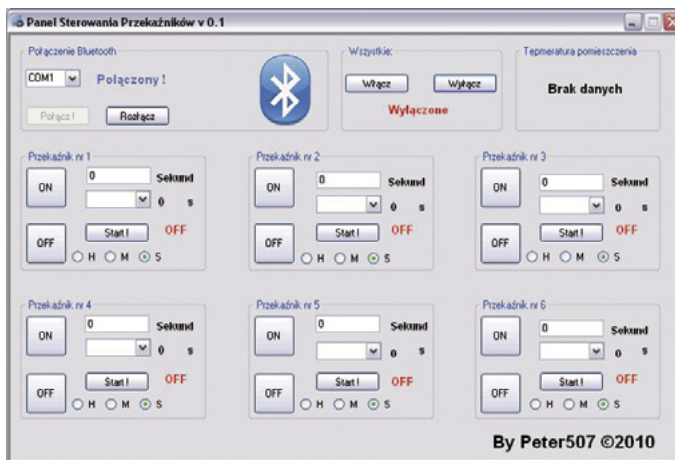 Panel Sterowania Przekaźników v 0.1
Połączenie Bluetooth
COM1
Połączony !
Połącz !
Rozłącz
Wszystkie:
Włącz
Wyłącz
Wyłączone
Tepmeratura pomieszczenia
Brak danych
Przekaźnik nr 1
ON
0
Sekund
0 s
OFF
Start !
OFF
H M S
Przekaźnik nr 2
ON
0
Sekund
0 s
OFF
Start !
OFF
H M S
Przekaźnik nr 3
ON
0
Sekund
0 s
OFF
Start !
OFF
H M S
Przekaźnik nr 4
ON
0
Sekund
0 s
OFF
Start !
OFF
H M S
Przekaźnik nr 5
ON
0
Sekund
0 s
OFF
Start !
OFF
H M S
Przekaźnik nr 6
ON
0
Sekund
0 s
OFF
Start !
OFF
H M S
By Peter507 ©2010